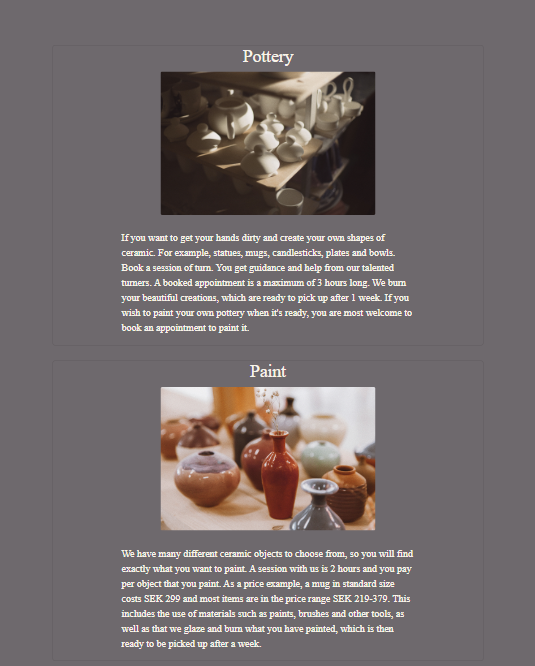 Pottery
If you want to get your hands dirty and create your own shapes of
ceramic. For example, statues, mugs, candlesticks, plates and bowls.
Book a session of turn. You get guidance and help from our talented
turners. A booked appointment is a maximum of 3 hours long. We burn
your beautiful creations, which are ready to pick up after 1 week. If you
wish to paint your own pottery when it's ready, you are most welcome to
book an appointment to paint it.
Paint
We have many different ceramic objects to choose from, so you will find
exactly what you want to paint. A session with us is 2 hours and you pay
per object that you paint. As a price example, a mug in standard size
costs SEK 299 and most items are in the price range SEK 219-379. This
includes the use of materials such as paints, brushes and other tools, as
well as that we glaze and burn what you have painted, which is then
ready to be picked up after a week.